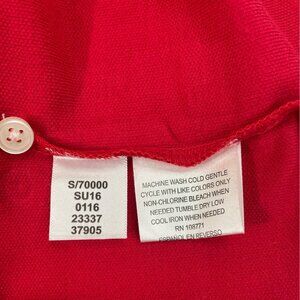 S/70000
SU16
0116
23337
37905
MACHINE WASH COLD GENTLE
CYCLE WITH LIKE COLORS ONLY
NON-CHLORINE BLEACH WHEN
NEEDED TUMBLE DRY LOW
COOL IRON WHEN NEEDED
RN 108771
ESPAÑOL EN REVERSO